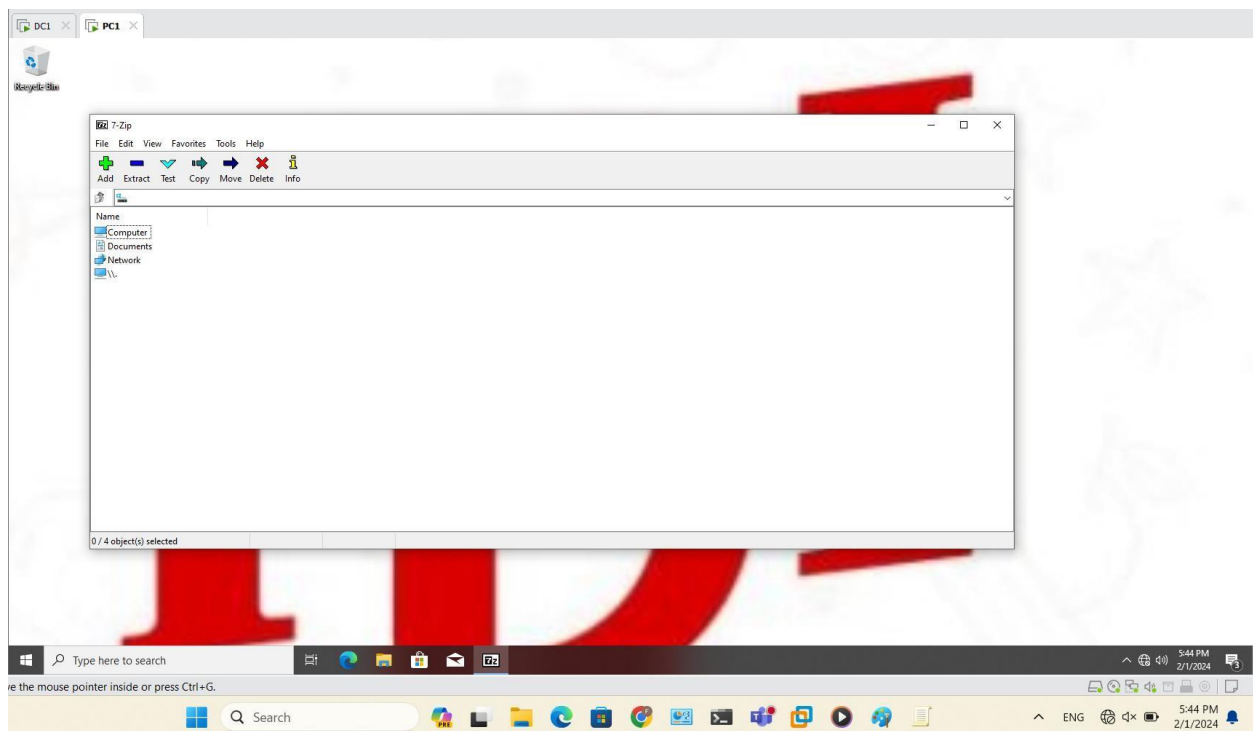 DC1 PC1
Recycle Bin
7-Zip
File Edit View Favorites Tools Help
Add Extract Test Copy Move Delete Info
Name
Computer
Documents
Network
\\.
0 / 4 object(s) selected
Type here to search
5:44 PM
2/1/2024
3
ve the mouse pointer inside or press Ctrl+G.
Search
PRE
ENG
5:44 PM
2/1/2024